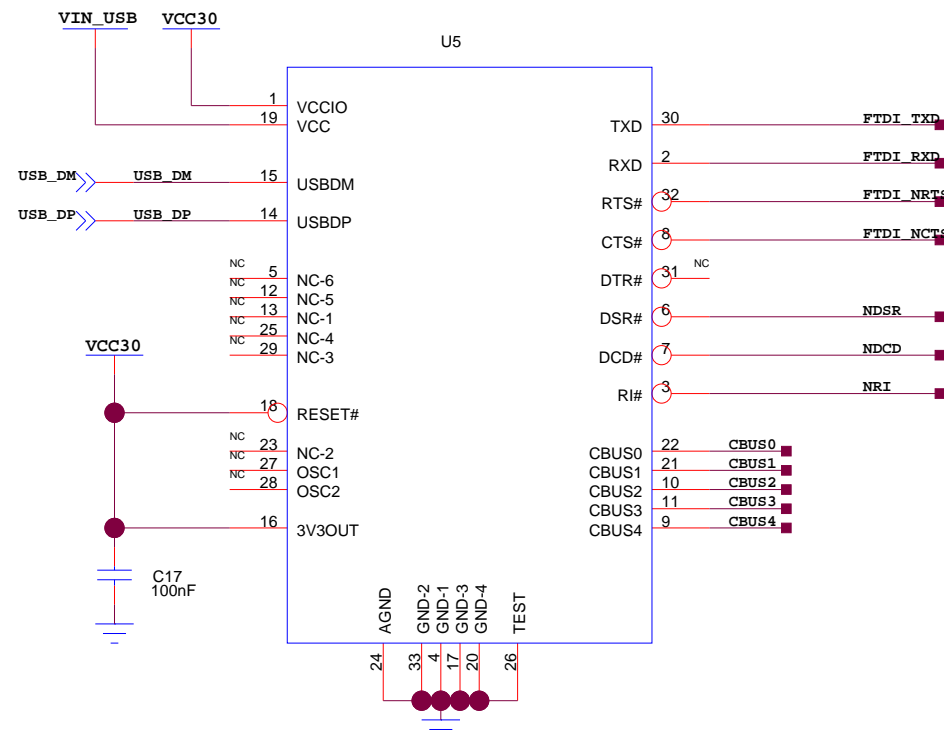 VIN_USB VCC30
U5
1 VCCIO
19 VCC
TXD 30 FTDI_TXD
RXD 2 FTDI_RXD
USB_DM USB_DM 15 USBDM
RTS# 32 FTDI_NRTS
USB_DP USB_DP 14 USBDP
CTS# 8 FTDI_NCTS
NC 5 NC-6
DTR# 31 NC
NC 12 NC-5
NC 13 NC-1
DSR# 6 NDSR
NC 25 NC-4
NC 29 NC-3
DCD# 7 NDCD
VCC30
RI# 3 NRI
18 RESET#
NC 23 NC-2
CBUS0 22 CBUS0
NC 27 OSC1
CBUS1 21 CBUS1
NC 28 OSC2
CBUS2 10 CBUS2
CBUS3 11 CBUS3
16 3V3OUT
CBUS4 9 CBUS4
C17
100nF
AGND GND-2 GND-1 GND-3 GND-4 TEST
24 33 4 17 20 26